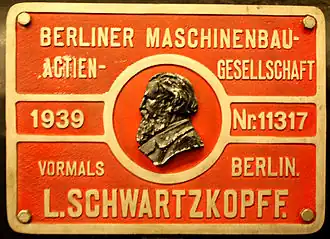 BERLINER MASCHINENBAU-
ACTIEN- GESELLSCHAFT
1939 Nr.11317
VORMALS BERLIN.
L.SCHWARTZKOPFF.